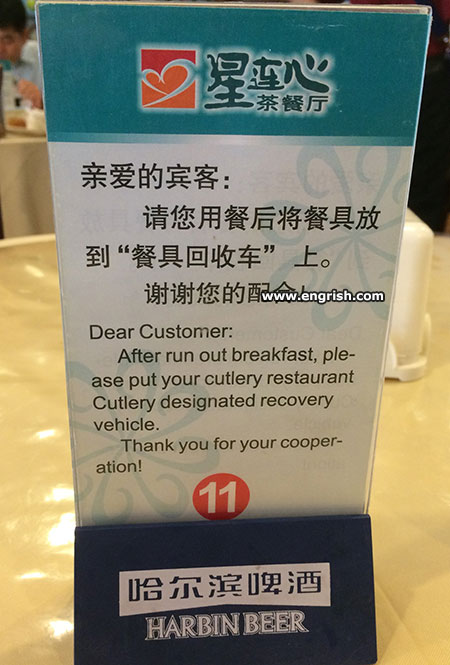 星连心
茶餐厅
亲爱的宾客：
请您用餐后将餐具放
到“餐具回收车” 上。
谢谢您的配合！
www.engrish.com
Dear Customer:
After run out breakfast, ple-
ase put your cutlery restaurant
Cutlery designated recovery
vehicle.
Thank you for your cooper-
ation!
11
哈尔滨啤酒
HARBIN BEER